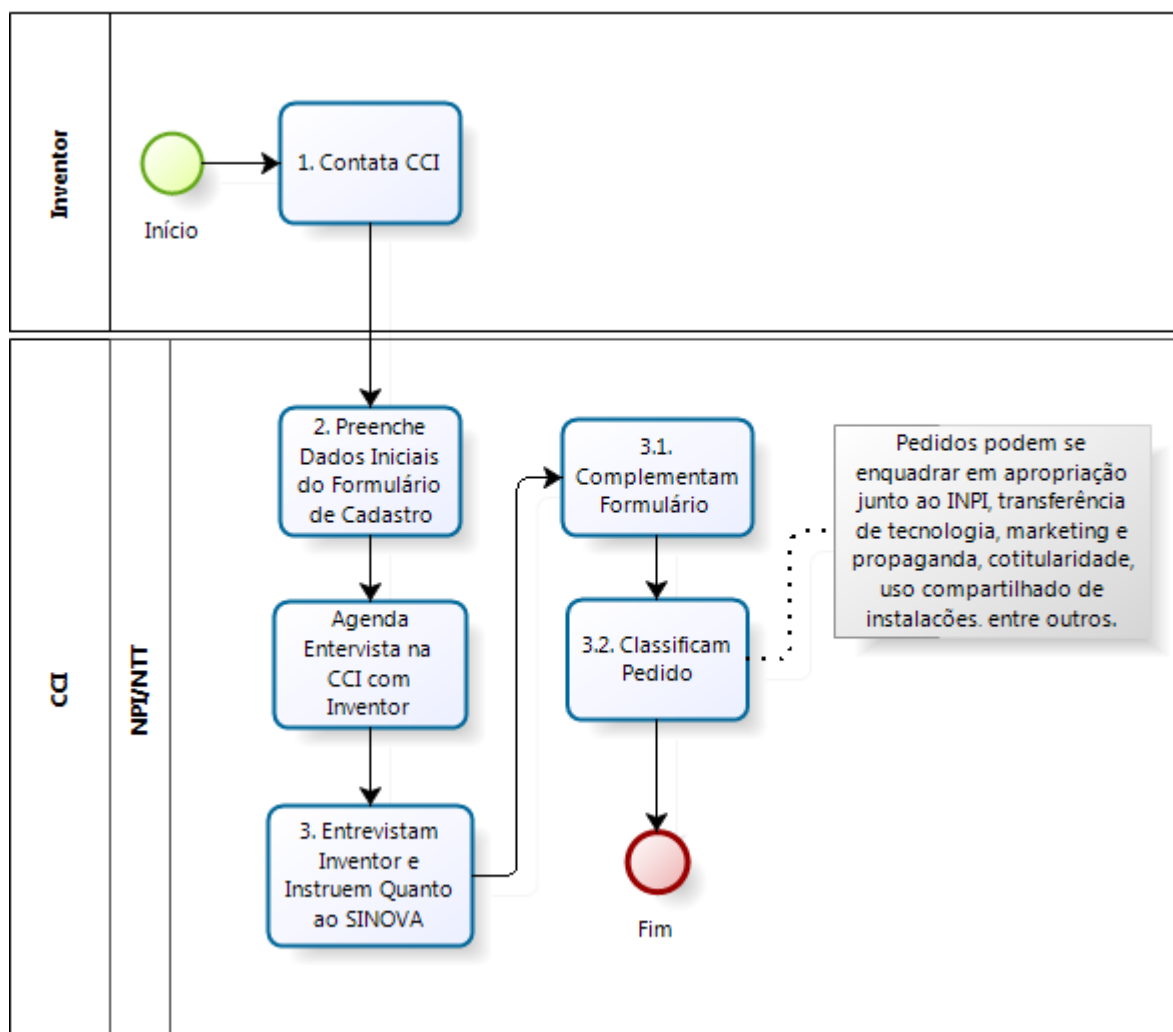 Inventor
1. Contata CCI
Início
CCI
NPI/NTT
2. Preenche
Dados Iniciais
do Formulário
de Cadastro
Agenda
Entervista na
CCI com
Inventor
3. Entrevistam
Inventor e
Instruem Quanto
ao SINOVA
3.1.
Complementam
Formulário
3.2. Classificam
Pedido
Fim
Pedidos podem se
enquadrar em apropriação
junto ao INPI, transferência
de tecnologia, marketing e
propaganda, cotitularidade,
uso compartilhado de
instalacões. entre outros.